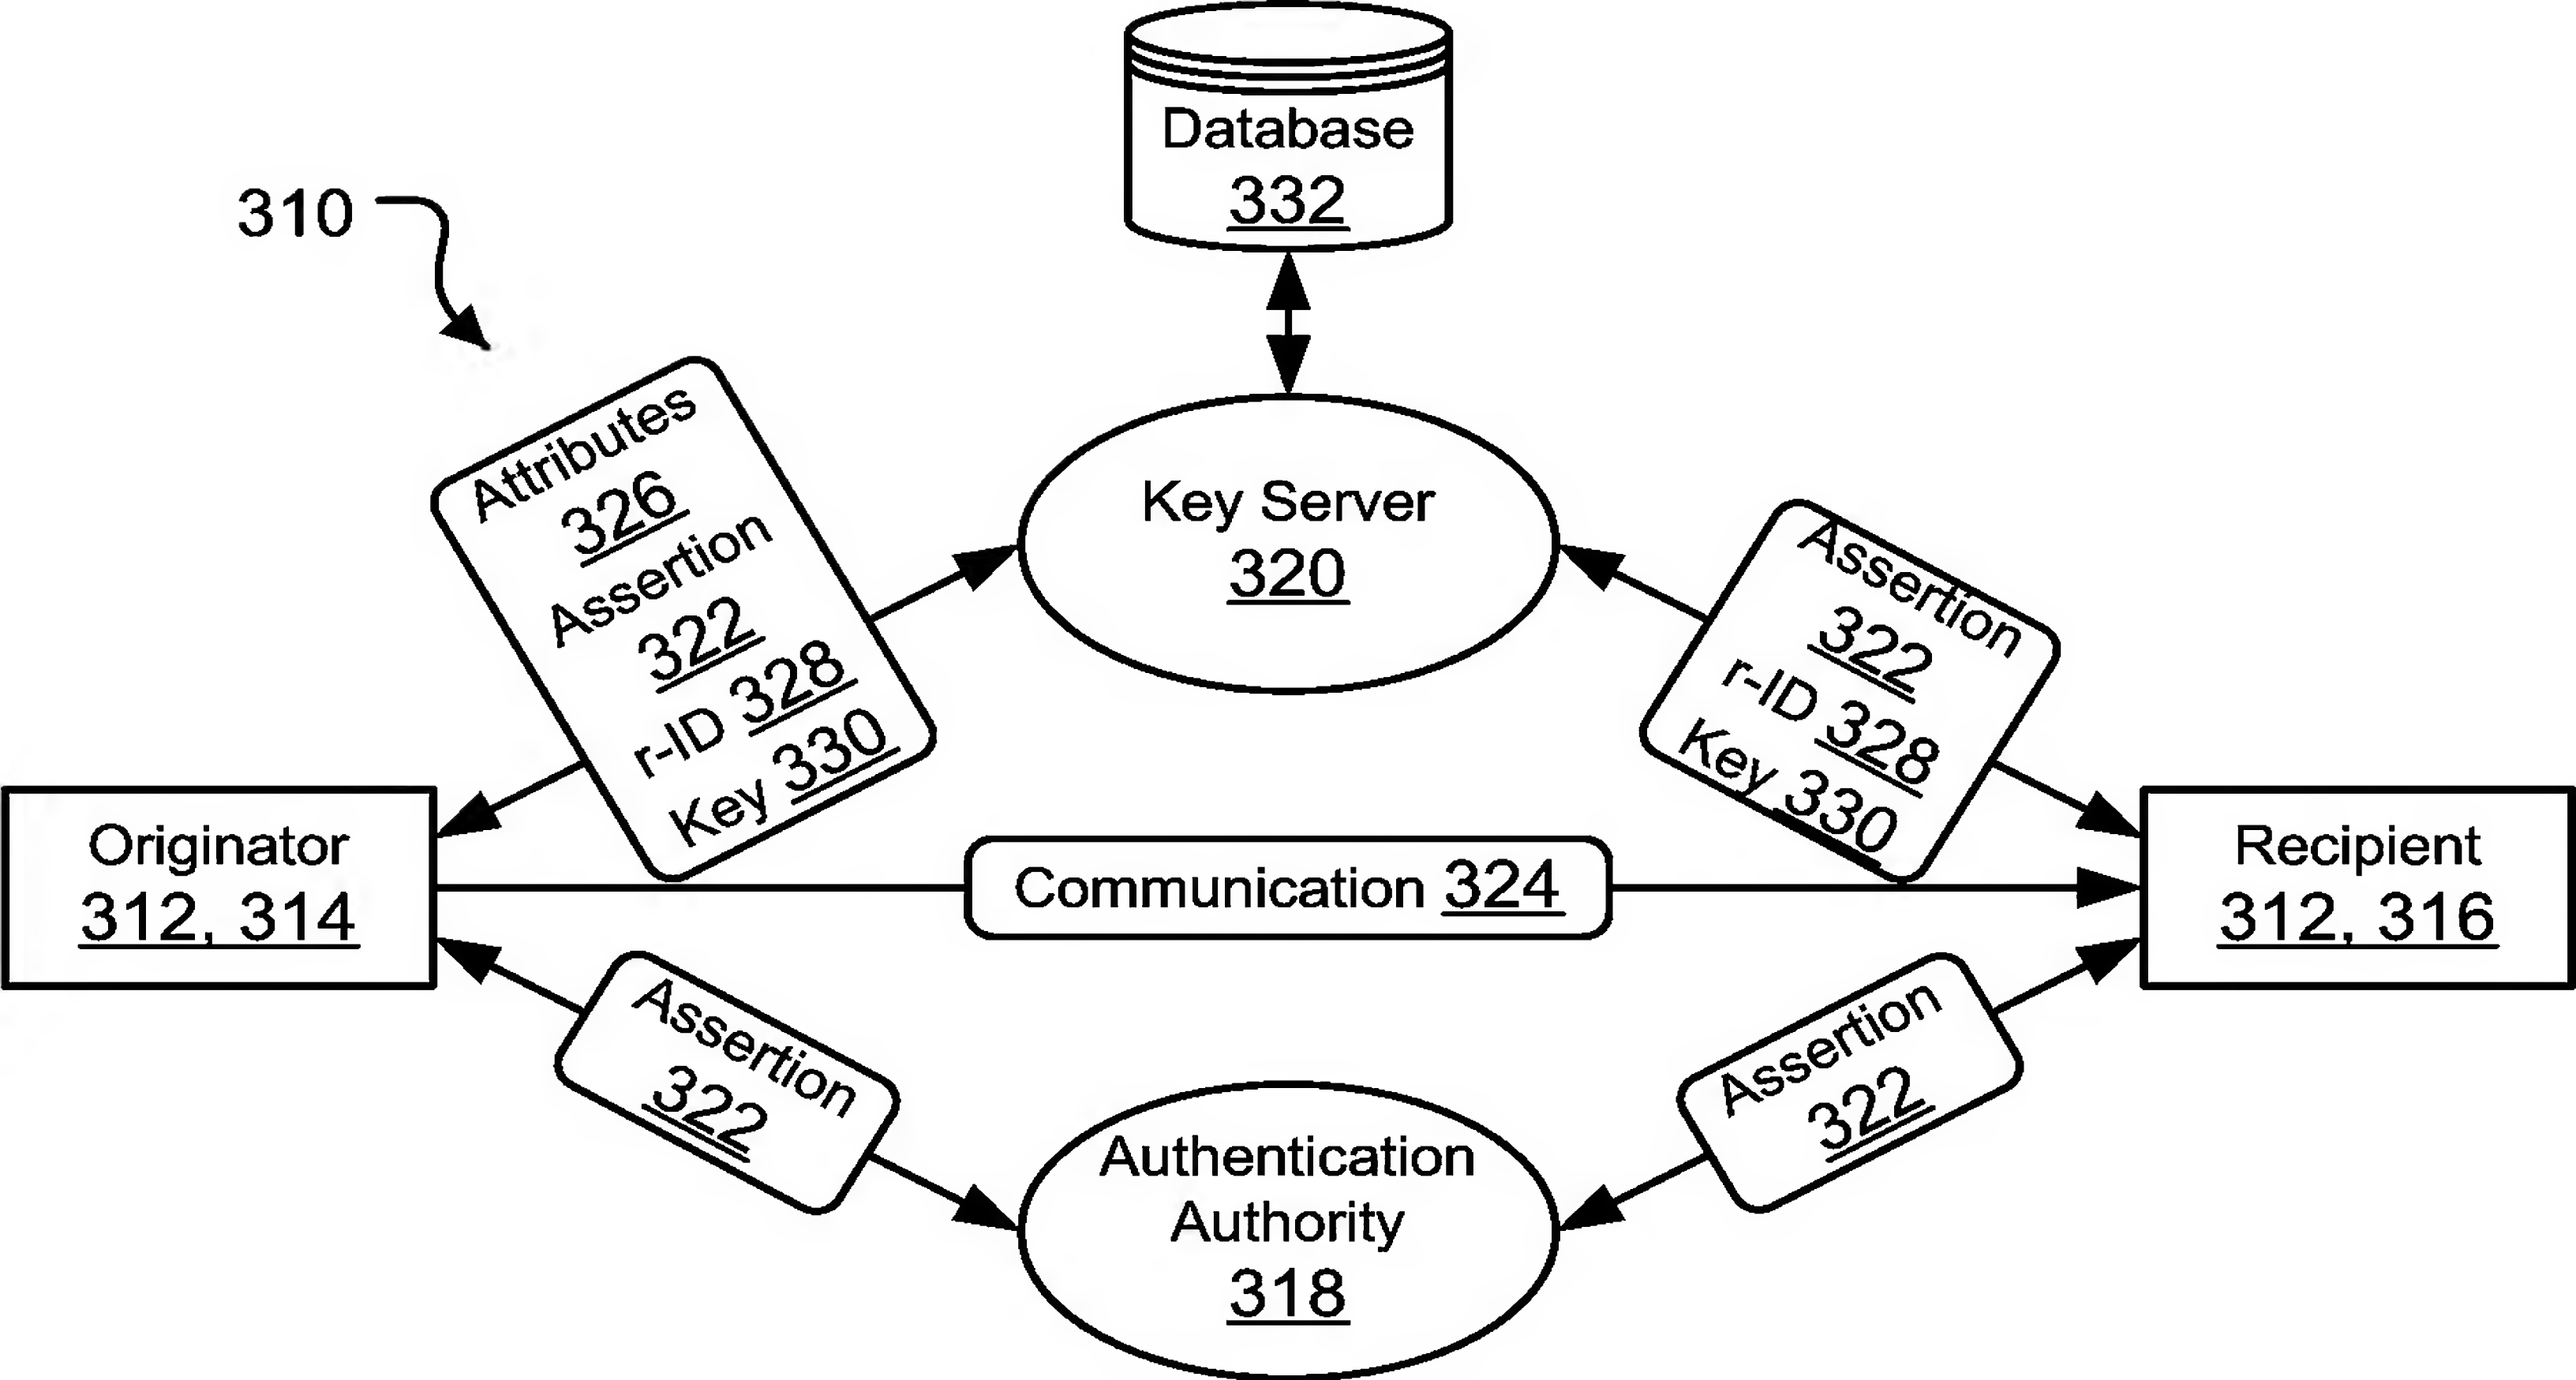 Database
332
310
Attributes
326
Assertion
322
r-ID 328
Key 330
Key Server
320
Assertion
322
r-ID 328
Key 330
Originator
312, 314
Communication 324
Recipient
312, 316
Assertion
322
Authentication
Authority
318
Assertion
322